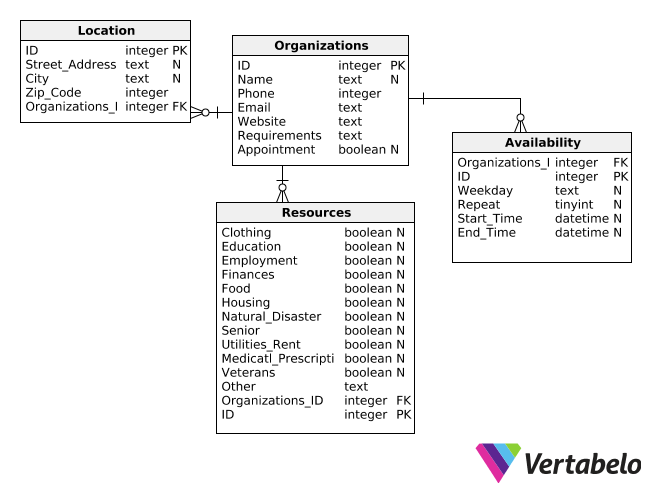 Location
ID integer PK
Street_Address text N
City text N
Zip_Code integer
Organizations_I integer FK
Organizations
ID integer PK
Name text N
Phone integer
Email text
Website text
Requirements text
Appointment boolean N
Availability
Organizations_I integer FK
ID integer PK
Weekday text N
Repeat tinyint N
Start_Time datetime N
End_Time datetime N
Resources
Clothing boolean N
Education boolean N
Employment boolean N
Finances boolean N
Food boolean N
Housing boolean N
Natural_Disaster boolean N
Senior boolean N
Utilities_Rent boolean N
Medicatl_Prescripti boolean N
Veterans boolean N
Other text
Organizations_ID integer FK
ID integer PK
Vertabelo